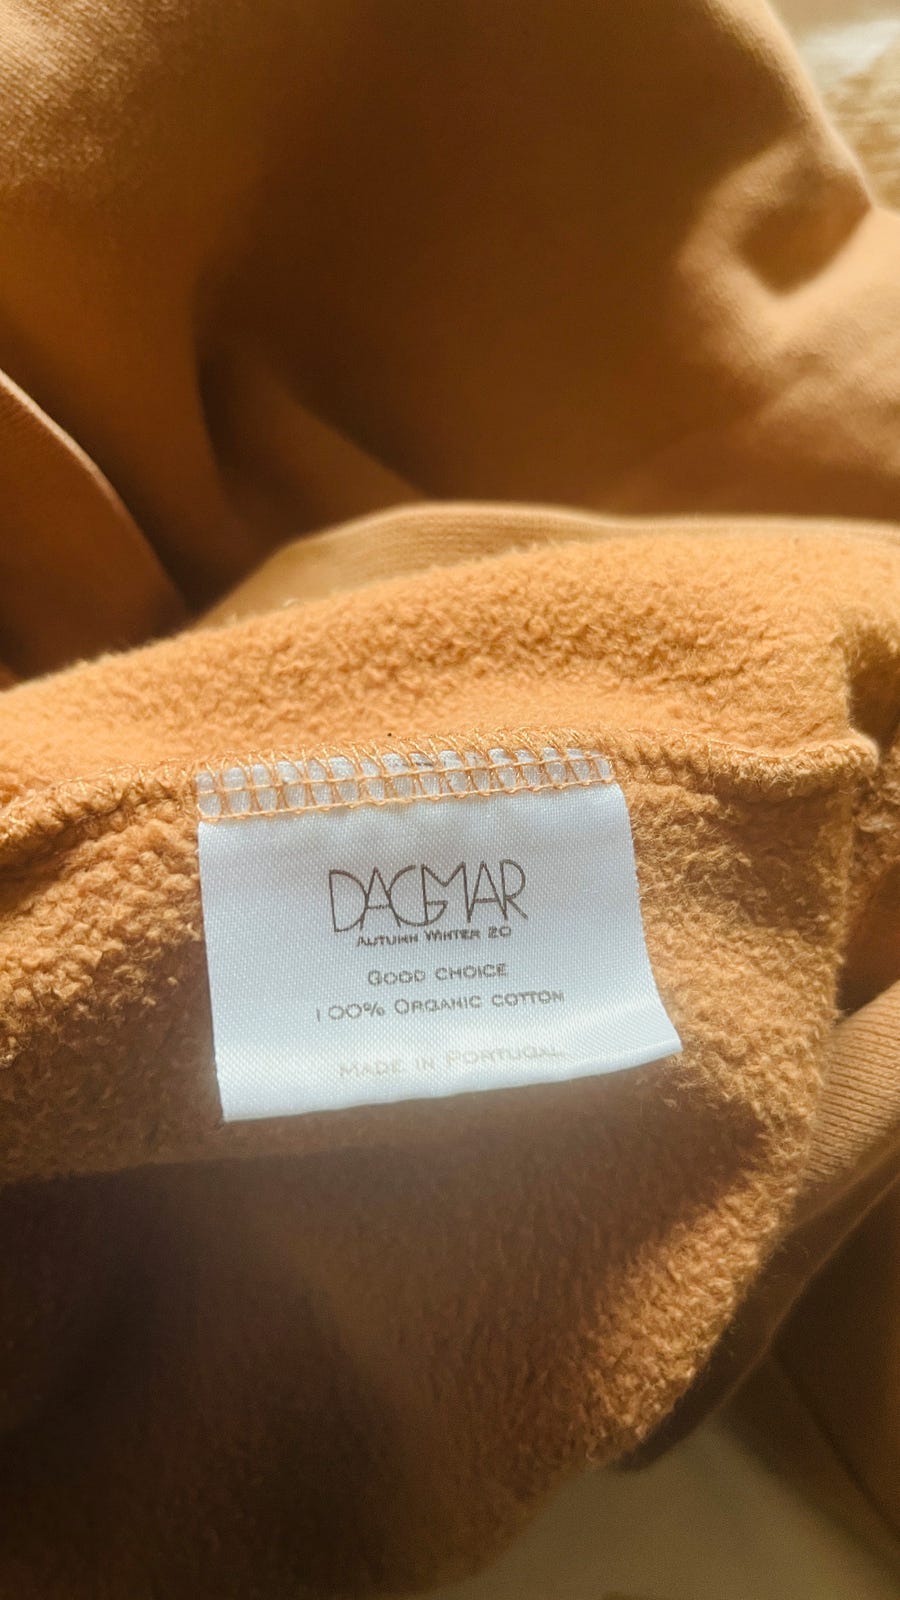 DAGMAR
Autumn Winter 20
Good choice
100% Organic cotton
Made in Portugal